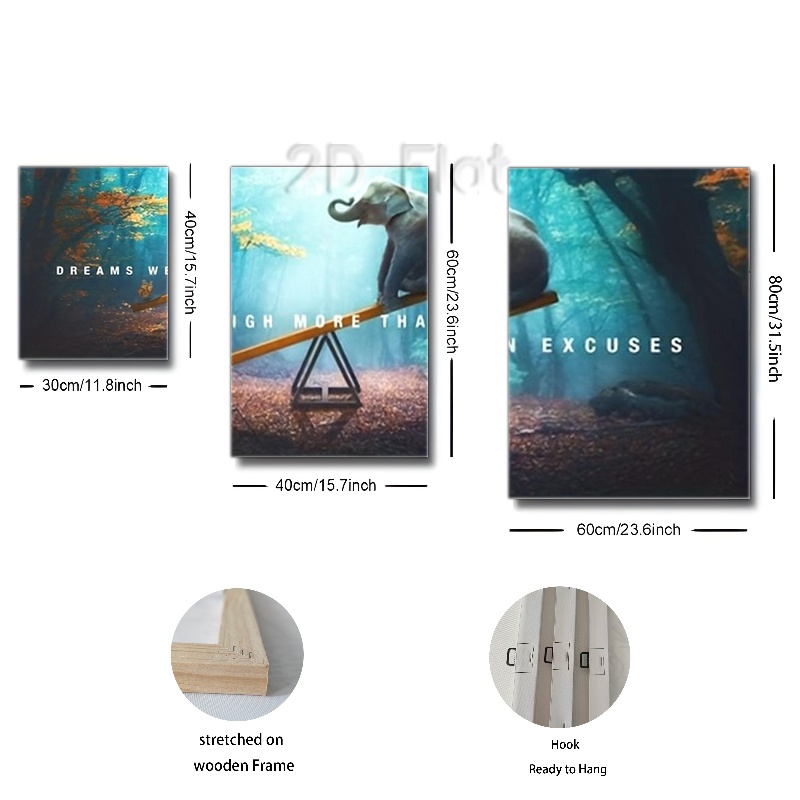 2D Flat
DREAMS WE
IGH MORE THA
N EXCUSES
40cm/15.7inch
60cm/23.6inch
80cm/31.5inch
30cm/11.8inch
40cm/15.7inch
60cm/23.6inch
stretched on
wooden Frame
Hook
Ready to Hang